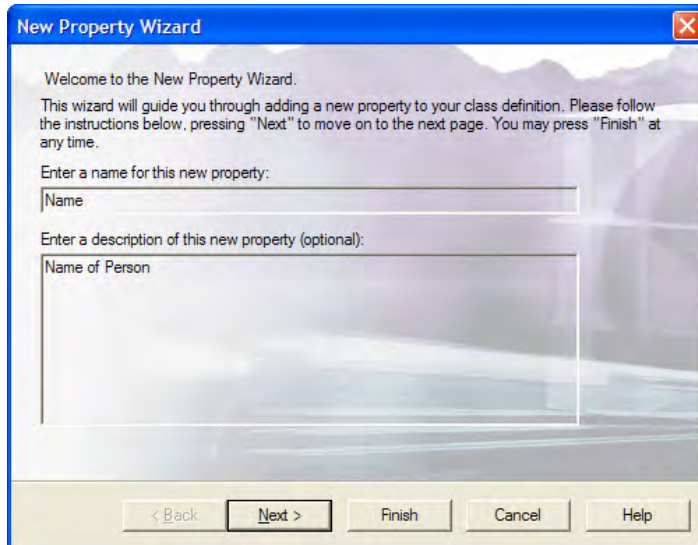 New Property Wizard
Welcome to the New Property Wizard.
This wizard will guide you through adding a new property to your class definition. Please follow
the instructions below, pressing "Next" to move on to the next page. You may press "Finish" at
any time.
Enter a name for this new property:
Name
Enter a description of this new property (optional):
Name of Person
< Back
Next >
Finish
Cancel
Help